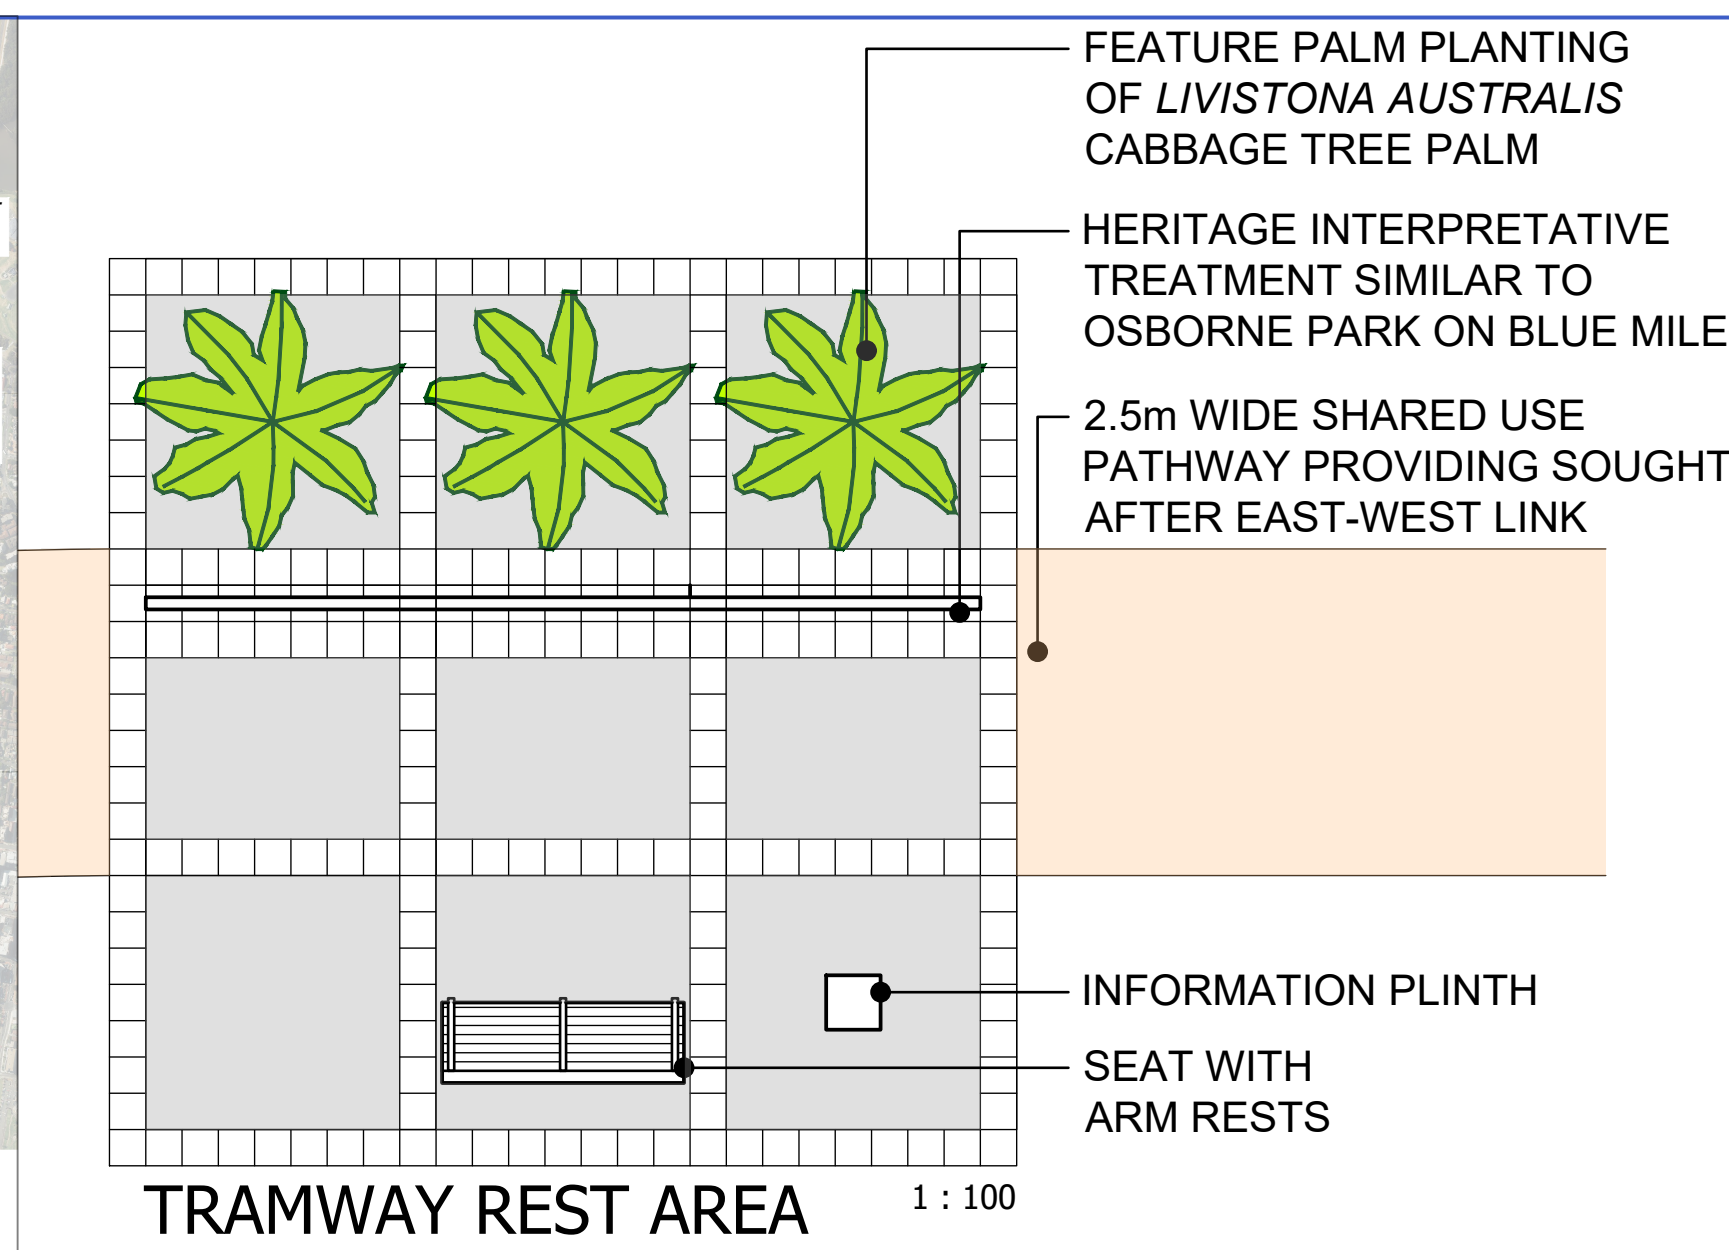 FEATURE PALM PLANTING
OF LIVISTONA AUSTRALIS
CABBAGE TREE PALM
HERITAGE INTERPRETATIVE
TREATMENT SIMILAR TO
OSBORNE PARK ON BLUE MILE
2.5m WIDE SHARED USE
PATHWAY PROVIDING SOUGHT
AFTER EAST-WEST LINK
INFORMATION PLINTH
SEAT WITH
ARM RESTS
TRAMWAY REST AREA
1 : 100